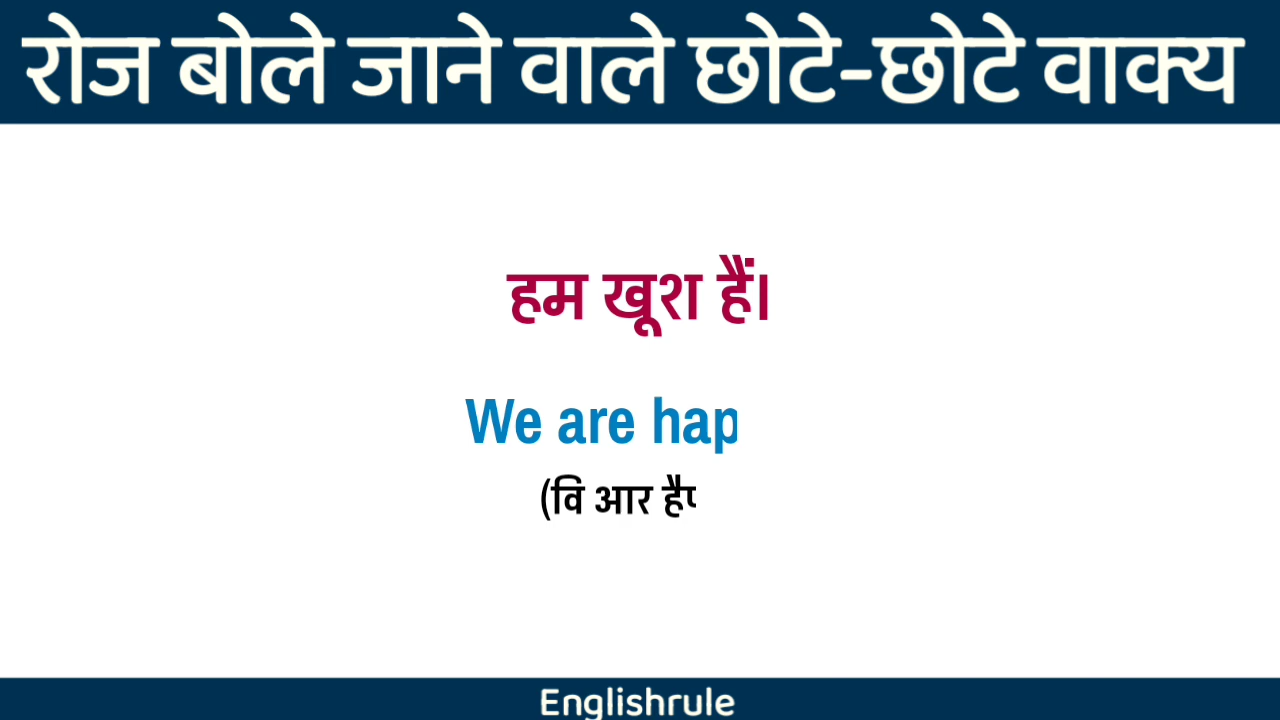 रोज बोले जाने वाले छोटे-छोटे वाक्य
हम खूश हैं।
We are hap
(वि आर हैप
Englishrule